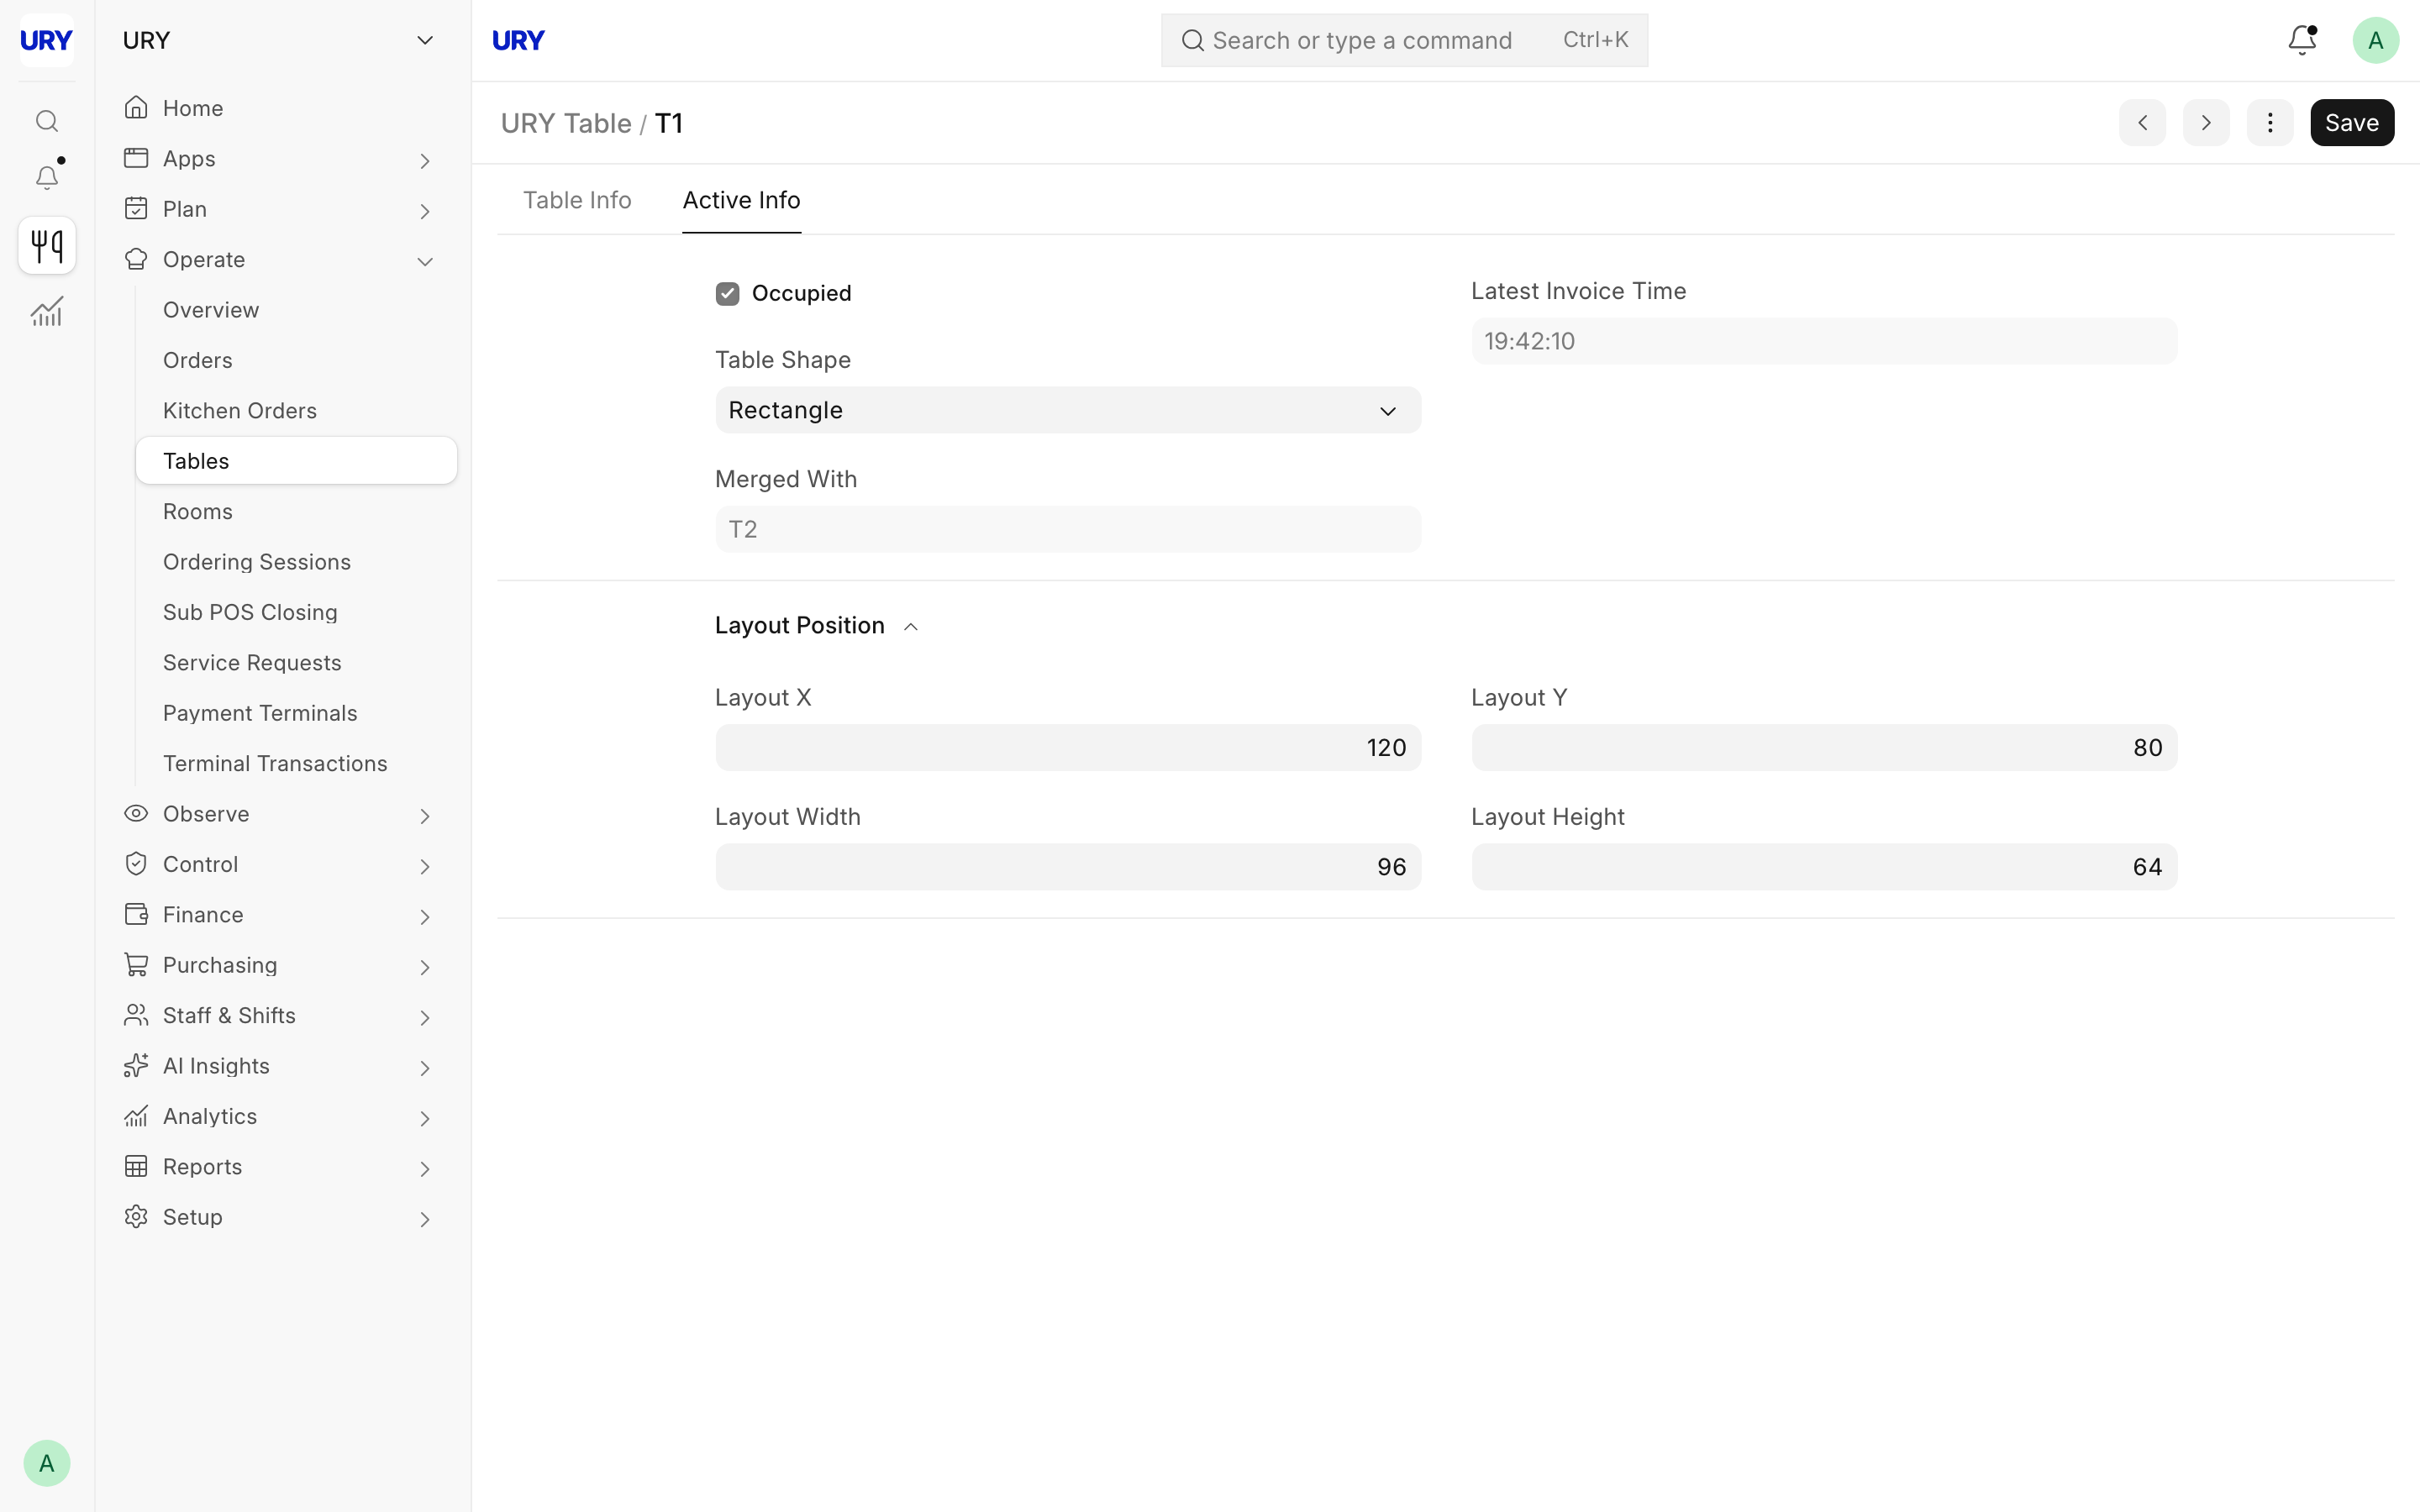 URY
URY
URY
Search or type a command Ctrl+K
A
Home
Apps
Plan
Operate
Overview
Orders
Kitchen Orders
Tables
Rooms
Ordering Sessions
Sub POS Closing
Service Requests
Payment Terminals
Terminal Transactions
Observe
Control
Finance
Purchasing
Staff & Shifts
AI Insights
Analytics
Reports
Setup
A
URY Table / T1
Save
Table Info Active Info
Occupied
Latest Invoice Time
19:42:10
Table Shape
Rectangle
Merged With
T2
Layout Position
Layout X
120
Layout Y
80
Layout Width
96
Layout Height
64